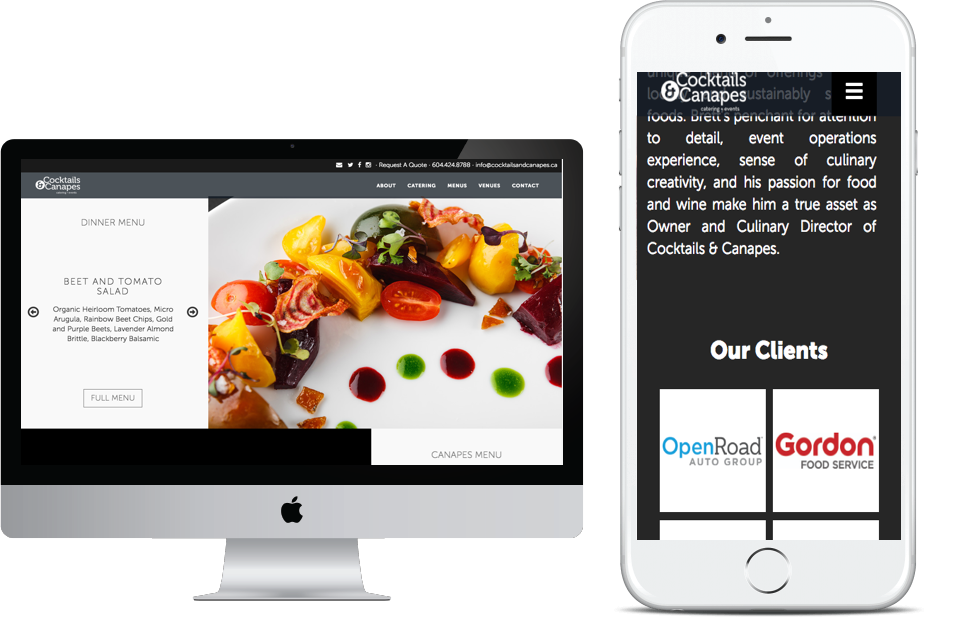 · Request A Quote · 604.424.8788 · info@cocktailsandcanapes.ca
Cocktails
& Canapes
catering + events
ABOUT CATERING MENUS VENUES CONTACT
DINNER MENU
BEET AND TOMATO
SALAD
Organic Heirloom Tomatoes, Micro
Arugula, Rainbow Beet Chips, Gold
and Purple Beets, Lavender Almond
Brittle, Blackberry Balsamic
FULL MENU
CANAPES MENU
Cocktails
& Canapes
catering + events
offerings
sustainably
foods. Brett's penchant for attention
to detail, event operations
experience, sense of culinary
creativity, and his passion for food
and wine make him a true asset as
Owner and Culinary Director of
Cocktails & Canapes.
Our Clients
OpenRoad
AUTO GROUP
Gordon
FOOD SERVICE